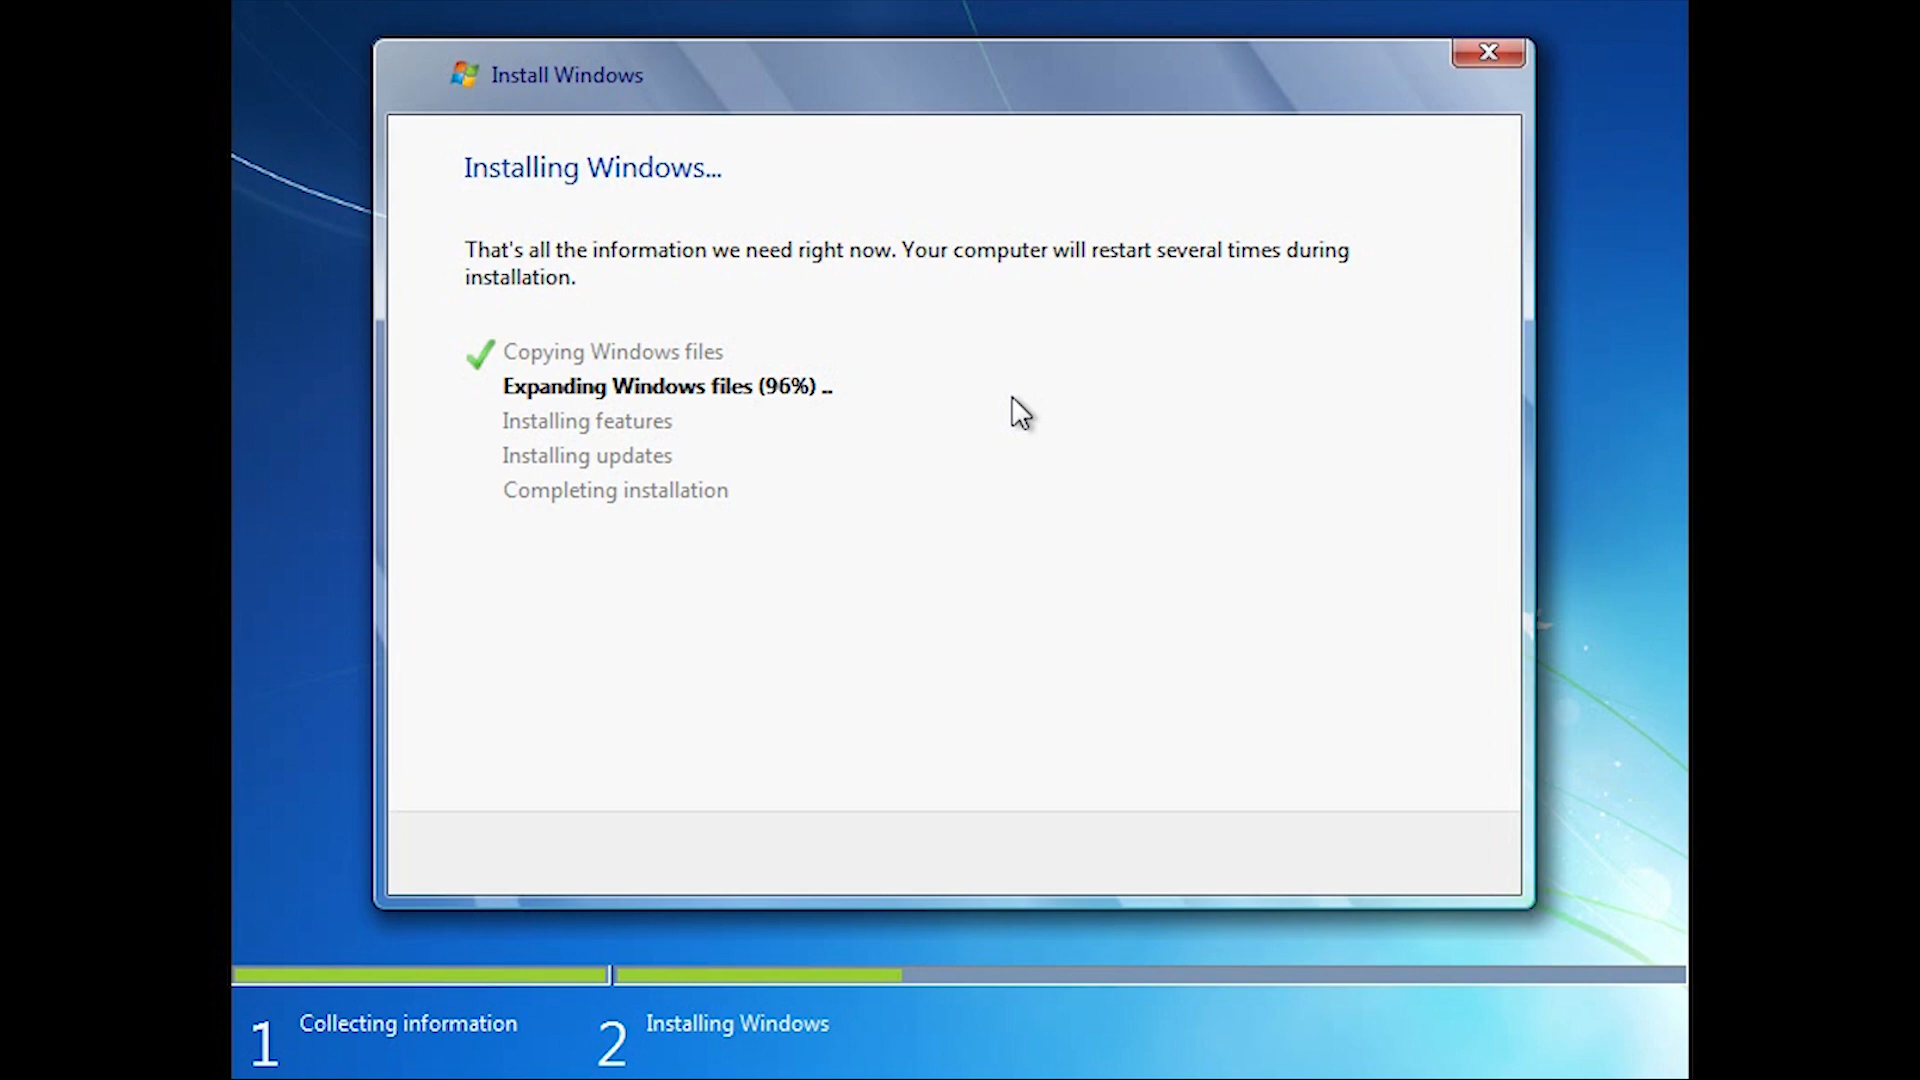 Install Windows
Installing Windows...
That's all the information we need right now. Your computer will restart several times during
installation.
Copying Windows files
Expanding Windows files (96%) ..
Installing features
Installing updates
Completing installation
1 Collecting information 2 Installing Windows